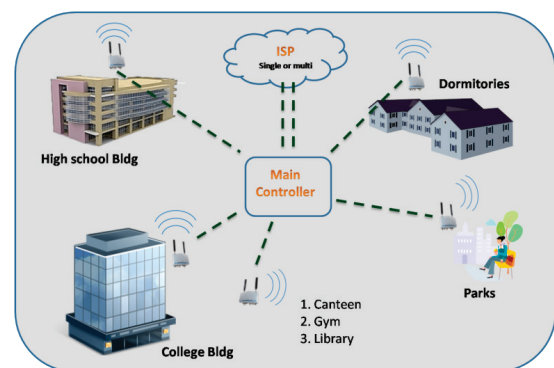 ISP
Single or multi
Dormitories
High school Bldg
Main
Controller
Parks
1. Canteen
2. Gym
3. Library
College Bldg